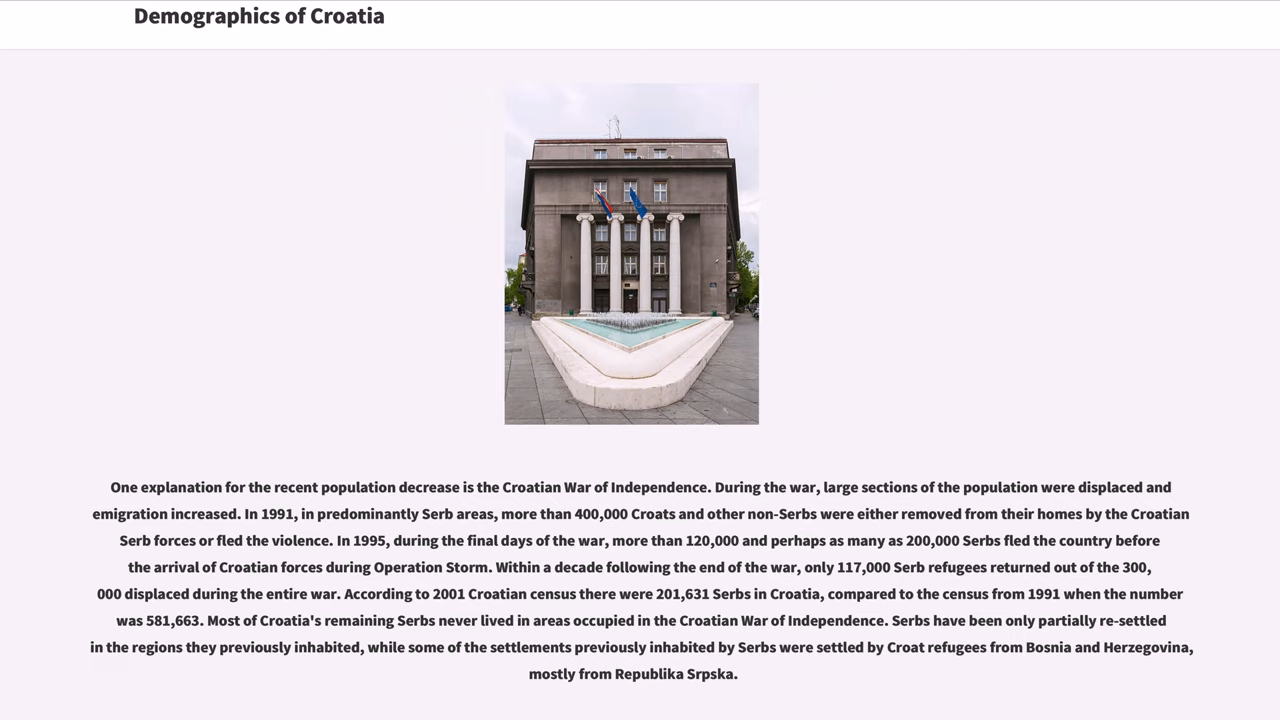 Demographics of Croatia
One explanation for the recent population decrease is the Croatian War of Independence. During the war, large sections of the population were displaced and
emigration increased. In 1991, in predominantly Serb areas, more than 400,000 Croats and other non-Serbs were either removed from their homes by the Croatian
Serb forces or fled the violence. In 1995, during the final days of the war, more than 120,000 and perhaps as many as 200,000 Serbs fled the country before
the arrival of Croatian forces during Operation Storm. Within a decade following the end of the war, only 117,000 Serb refugees returned out of the 300,
000 displaced during the entire war. According to 2001 Croatian census there were 201,631 Serbs in Croatia, compared to the census from 1991 when the number
was 581,663. Most of Croatia's remaining Serbs never lived in areas occupied in the Croatian War of Independence. Serbs have been only partially re-settled
in the regions they previously inhabited, while some of the settlements previously inhabited by Serbs were settled by Croat refugees from Bosnia and Herzegovina,
mostly from Republika Srpska.